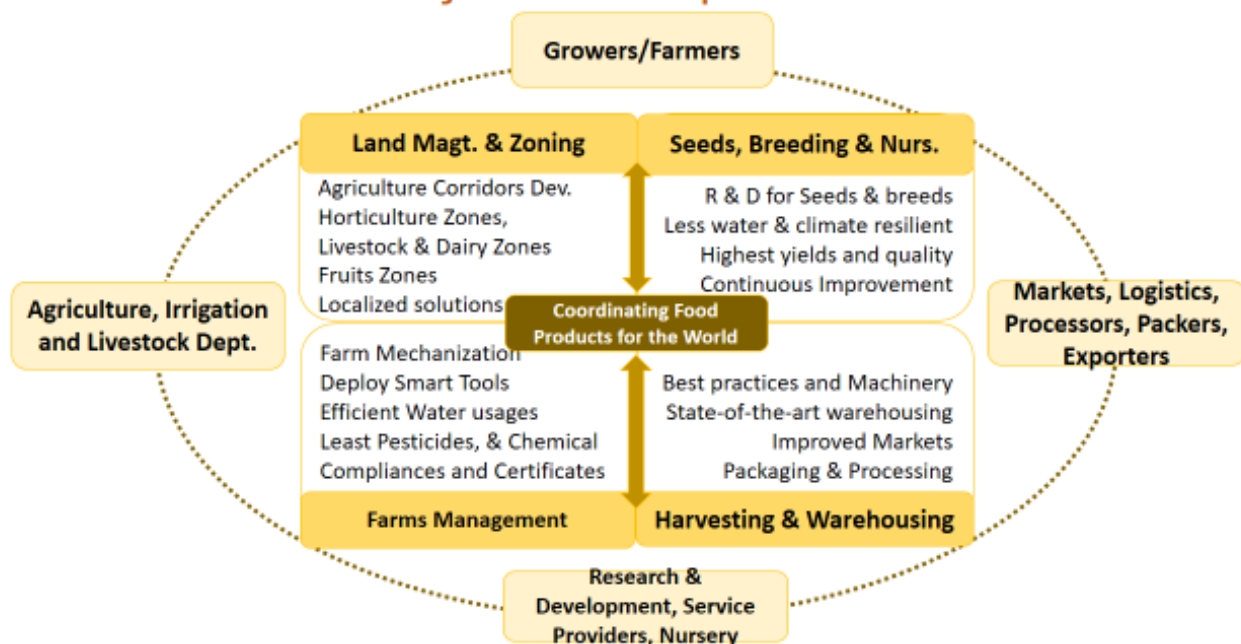 Growers/Farmers
Land Magt. & Zoning
Agriculture Corridors Dev.
Horticulture Zones,
Livestock & Dairy Zones
Fruits Zones
Localized solutions
Seeds, Breeding & Nurs.
R & D for Seeds & breeds
Less water & climate resilient
Highest yields and quality
Continuous Improvement
Agriculture, Irrigation
and Livestock Dept.
Coordinating Food
Products for the World
Markets, Logistics,
Processors, Packers,
Exporters
Farm Mechanization
Deploy Smart Tools
Efficient Water usages
Least Pesticides, & Chemical
Compliances and Certificates
Farms Management
Best practices and Machinery
State-of-the-art warehousing
Improved Markets
Packaging & Processing
Harvesting & Warehousing
Research &
Development, Service
Providers, Nursery